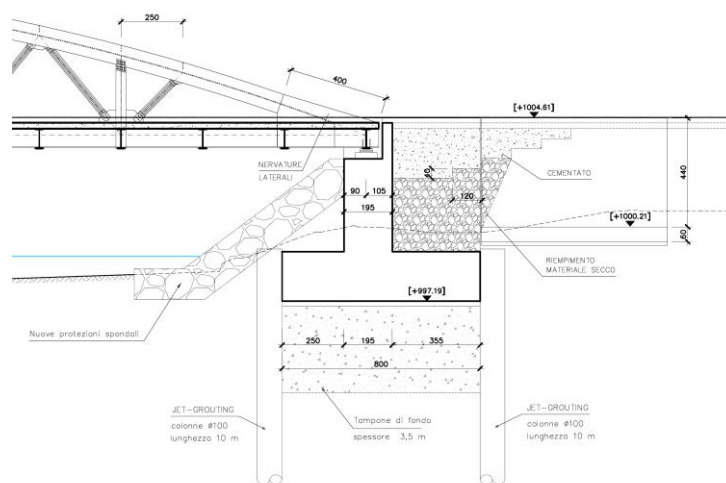 250
400
[+1004.61]
NERVATURE
LATERALI
CEMENTATO
40
120
90 105
195
440
[+1000.21]
60
RIEMPIMENTO
MATERIALE SECCO
[+997.19]
Nuove protezioni spondali
250 195 355
800
JET-GROUTING
colonne Ø100
lunghezza 10 m
Tampone di fondo
spessore 3,5 m
JET-GROUTING
colonne Ø100
lunghezza 10 m